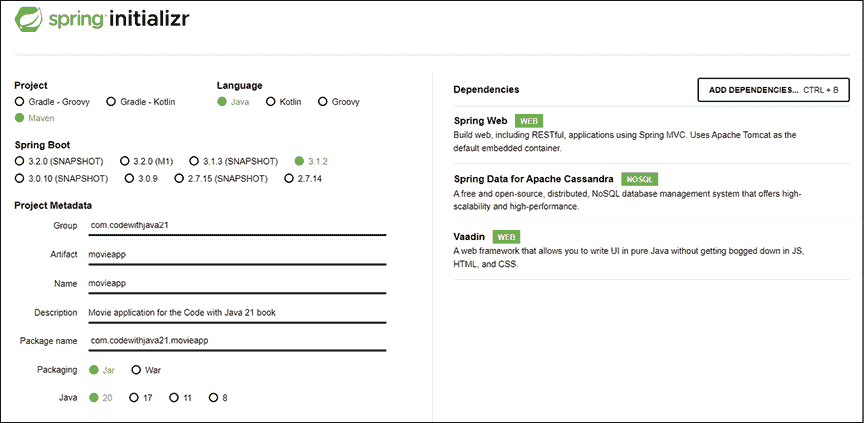 spring initializr
Project
Gradle - Groovy Gradle - Kotlin
Maven
Language
Java Kotlin Groovy
Spring Boot
3.2.0 (SNAPSHOT) 3.2.0 (M1) 3.1.3 (SNAPSHOT) 3.1.2
3.0.10 (SNAPSHOT) 3.0.9 2.7.15 (SNAPSHOT) 2.7.14
Project Metadata
Group com.codewithjava21
Artifact movieapp
Name movieapp
Description Movie application for the Code with Java 21 book
Package name com.codewithjava21.movieapp
Packaging Jar War
Java 20 17 11 8
Dependencies
ADD DEPENDENCIES... CTRL + B
Spring Web WEB
Build web, including RESTful, applications using Spring MVC. Uses Apache Tomcat as the
default embedded container.
Spring Data for Apache Cassandra NOSQL
A free and open-source, distributed, NoSQL database management system that offers high-
scalability and high-performance.
Vaadin WEB
A web framework that allows you to write UI in pure Java without getting bogged down in JS,
HTML, and CSS.